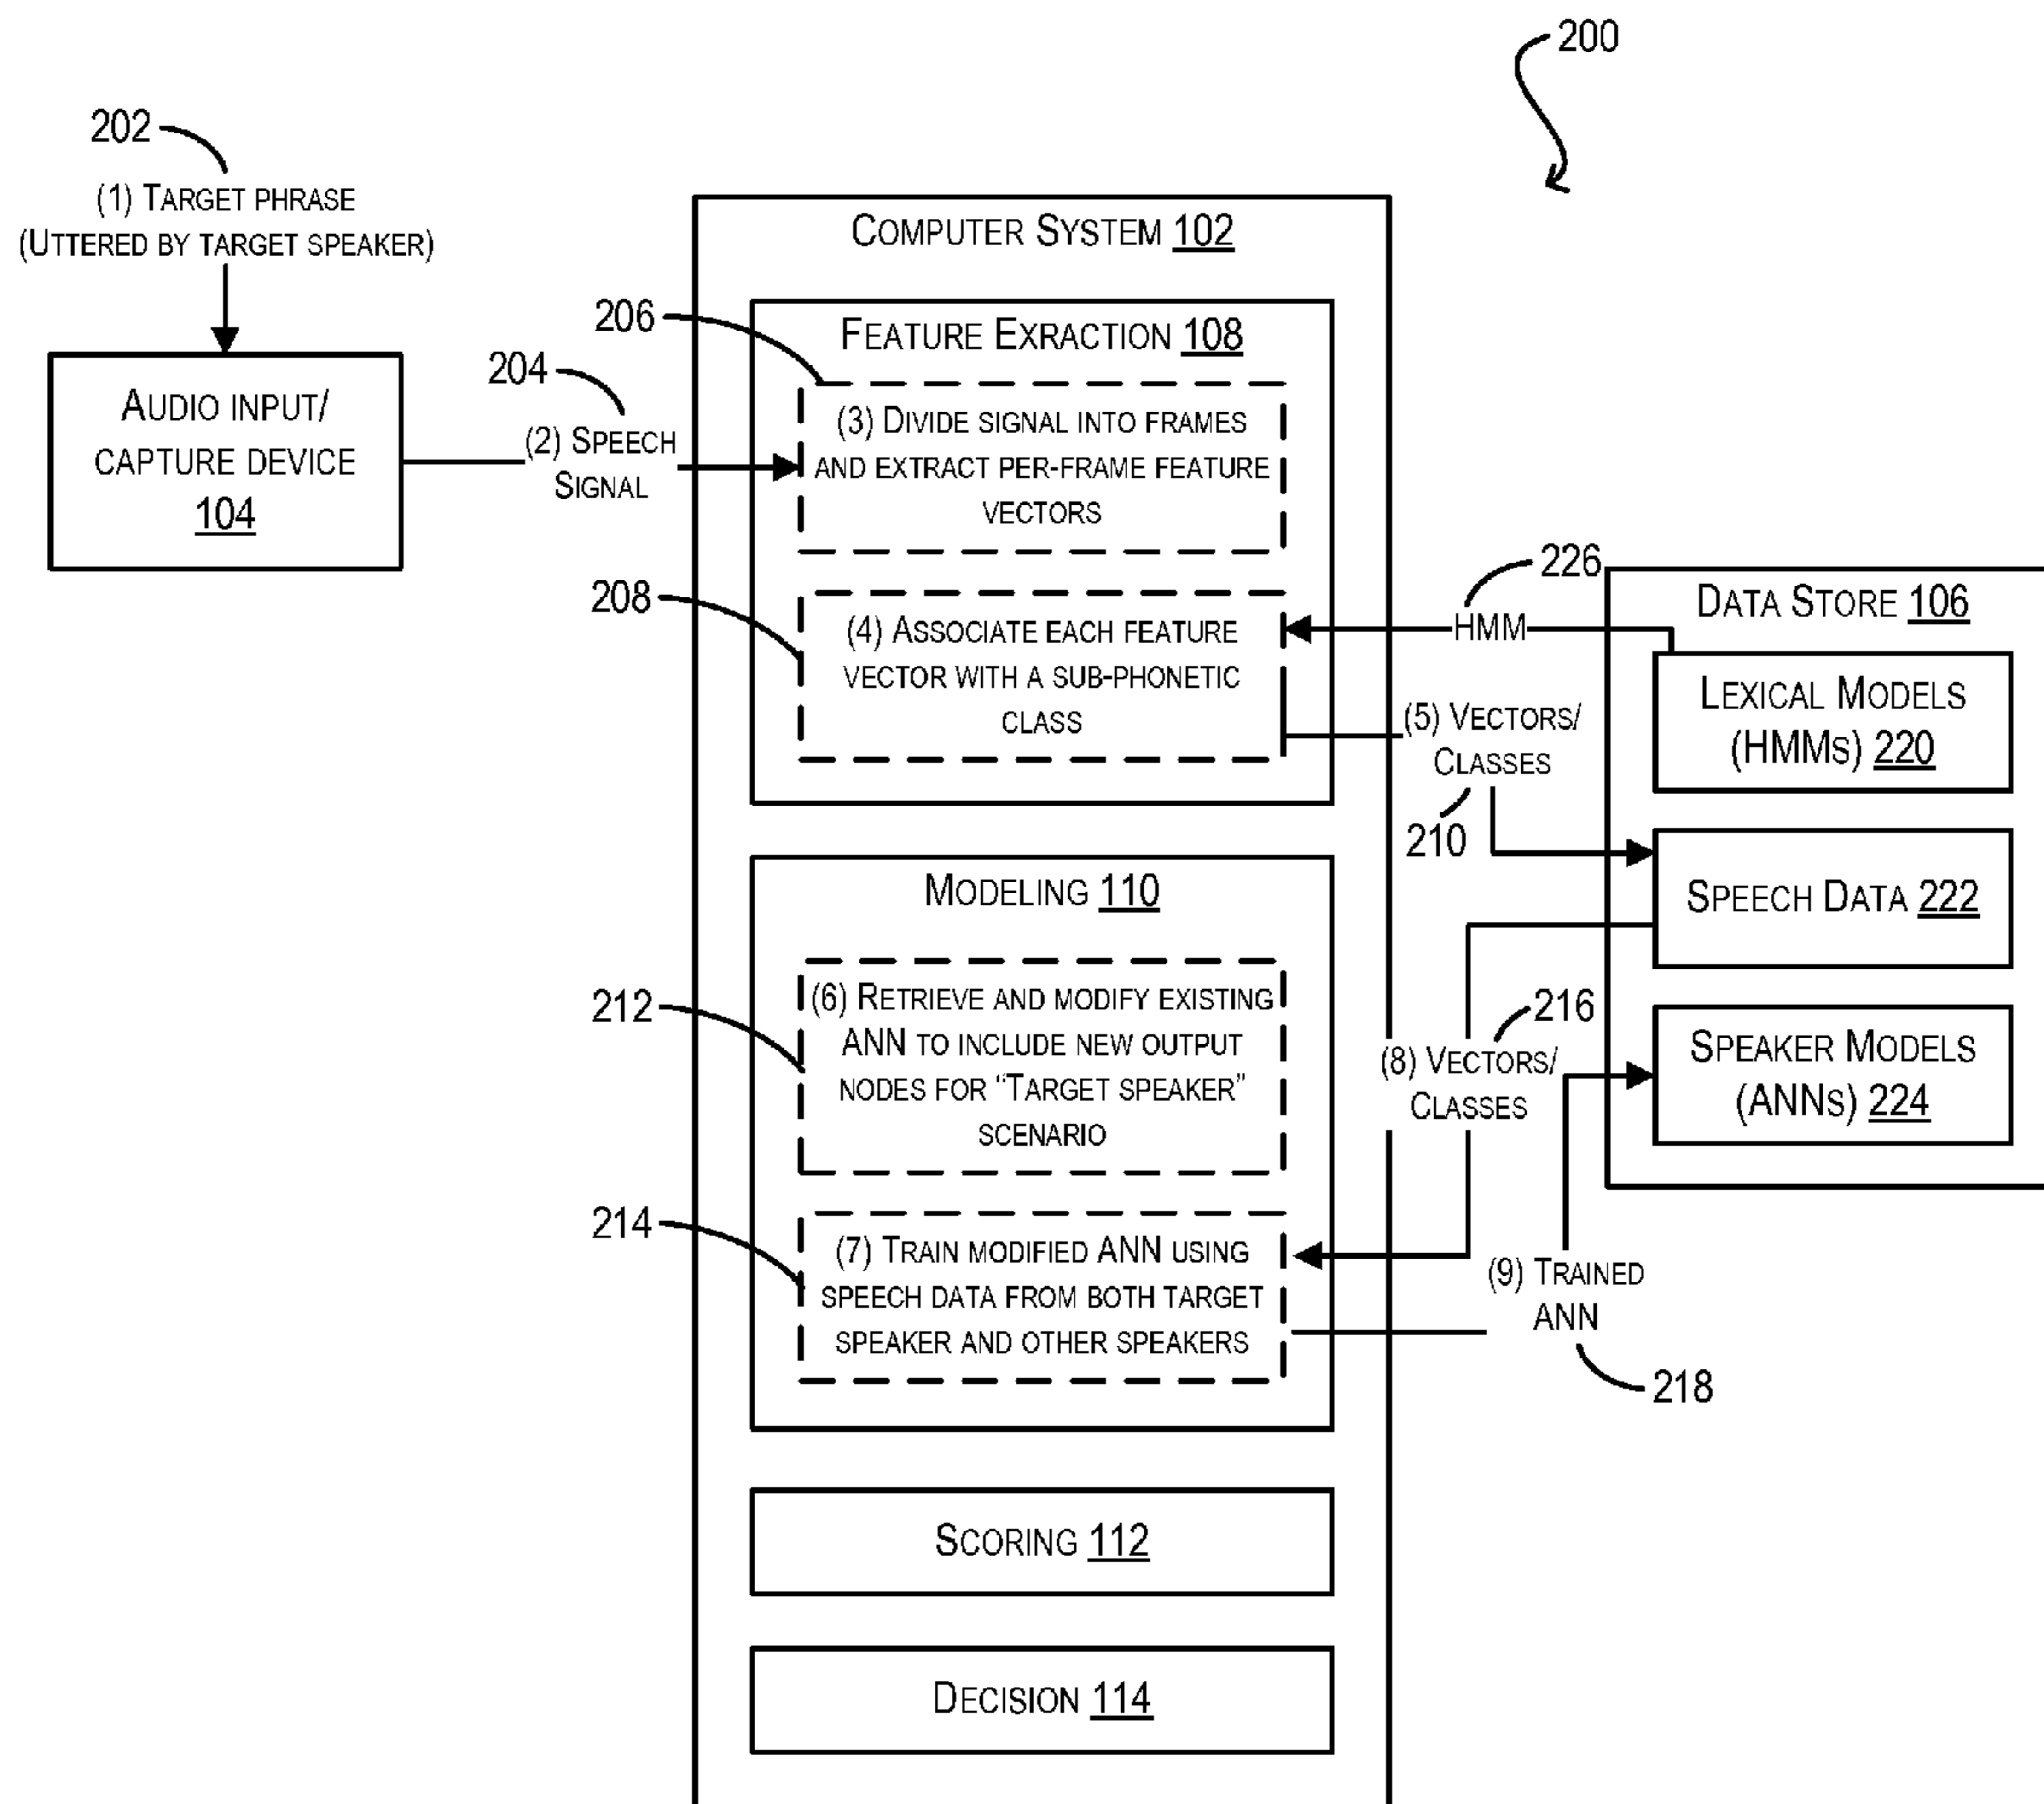 200
202
(1) TARGET PHRASE
(UTTERED BY TARGET SPEAKER)
AUDIO INPUT/
CAPTURE DEVICE
104
204
(2) SPEECH
SIGNAL
COMPUTER SYSTEM 102
206
FEATURE EXRACTION 108
(3) DIVIDE SIGNAL INTO FRAMES
AND EXTRACT PER-FRAME FEATURE
VECTORS
208
(4) ASSOCIATE EACH FEATURE
VECTOR WITH A SUB-PHONETIC
CLASS
226
HMM
(5) VECTORS/
CLASSES
210
DATA STORE 106
LEXICAL MODELS
(HMMS) 220
SPEECH DATA 222
SPEAKER MODELS
(ANNS) 224
MODELING 110
212
(6) RETRIEVE AND MODIFY EXISTING
ANN TO INCLUDE NEW OUTPUT
NODES FOR “TARGET SPEAKER”
SCENARIO
216
(8) VECTORS/
CLASSES
214
(7) TRAIN MODIFIED ANN USING
SPEECH DATA FROM BOTH TARGET
SPEAKER AND OTHER SPEAKERS
(9) TRAINED
ANN
218
SCORING 112
DECISION 114